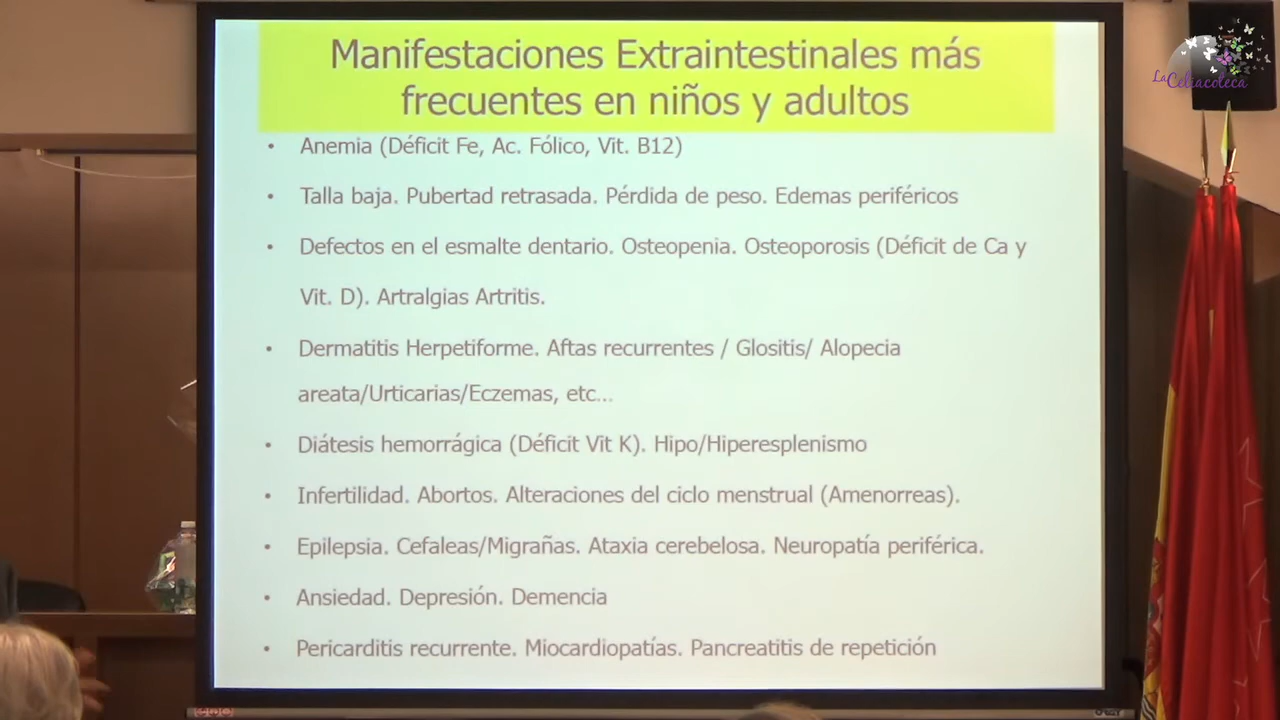 Manifestaciones Extraintestinales más
frecuentes en niños y adultos
• Anemia (Déficit Fe, Ac. Fólico, Vit. B12)
• Talla baja. Pubertad retrasada. Pérdida de peso. Edemas periféricos
• Defectos en el esmalte dentario. Osteopenia. Osteoporosis (Déficit de Ca y
Vit. D). Artralgias Artritis.
• Dermatitis Herpetiforme. Aftas recurrentes / Glositis/ Alopecia
areata/Urticarias/Eczemas, etc...
• Diátesis hemorrágica (Déficit Vit K). Hipo/Hiperesplenismo
• Infertilidad. Abortos. Alteraciones del ciclo menstrual (Amenorreas).
• Epilepsia. Cefaleas/Migrañas. Ataxia cerebelosa. Neuropatía periférica.
• Ansiedad. Depresión. Demencia
• Pericarditis recurrente. Miocardiopatías. Pancreatitis de repetición
La Celiacoteca